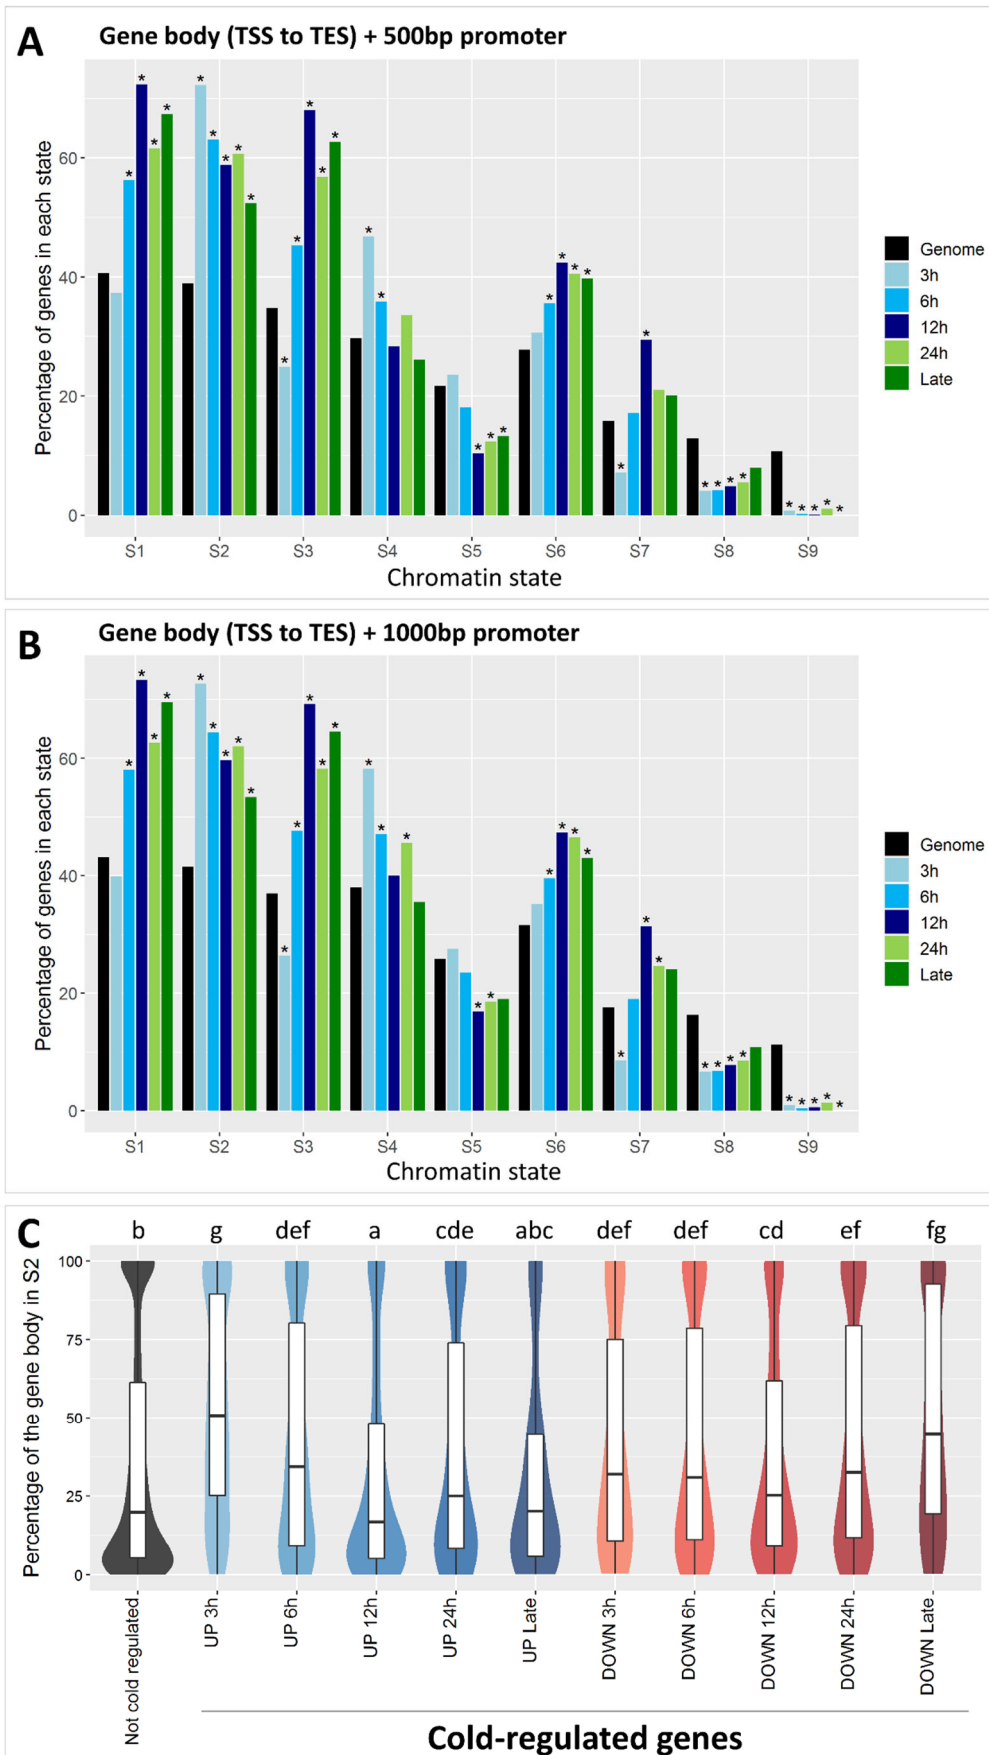 A
Gene body (TSS to TES) + 500bp promoter
Percentage of genes in each state
60
40
20
0
* * * * * * * * * * * * * * * * * * * * * * * * * * * * * * * * * *
S1 S2 S3 S4 S5 S6 S7 S8 S9
Chromatin state
Genome
3h
6h
12h
24h
Late
B
Gene body (TSS to TES) + 1000bp promoter
Percentage of genes in each state
60
40
20
0
* * * * * * * * * * * * * * * * * * * * * * * * * * * * * * * * * *
S1 S2 S3 S4 S5 S6 S7 S8 S9
Chromatin state
Genome
3h
6h
12h
24h
Late
C
b g def a cde abc def def cd ef fg
Percentage of the gene body in S2
100
75
50
25
0
Not cold regulated
UP 3h
UP 6h
UP 12h
UP 24h
UP Late
DOWN 3h
DOWN 6h
DOWN 12h
DOWN 24h
DOWN Late
Cold-regulated genes